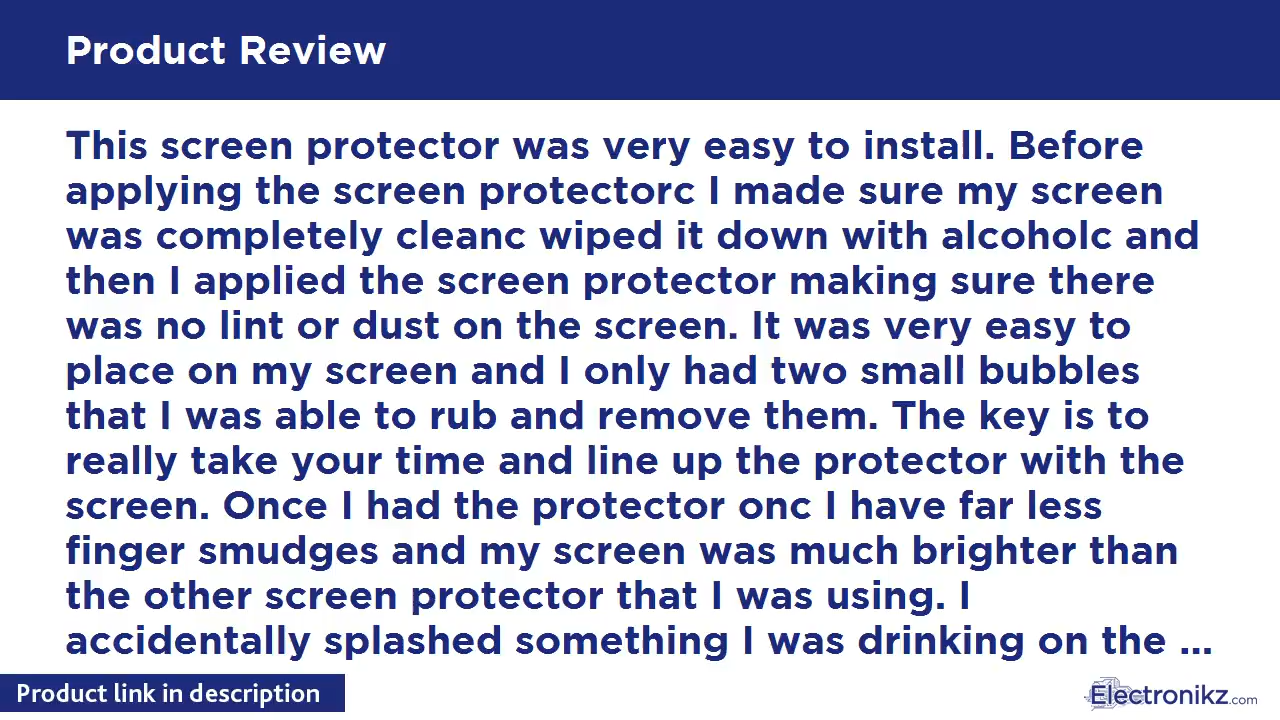 Product Review
This screen protector was very easy to install. Before
applying the screen protectorc I made sure my screen
was completely cleanc wiped it down with alcoholc and
then I applied the screen protector making sure there
was no lint or dust on the screen. It was very easy to
place on my screen and I only had two small bubbles
that I was able to rub and remove them. The key is to
really take your time and line up the protector with the
screen. Once I had the protector onc I have far less
finger smudges and my screen was much brighter than
the other screen protector that I was using. I
accidentally splashed something I was drinking on the ...
Product link in description
Electronikz.com